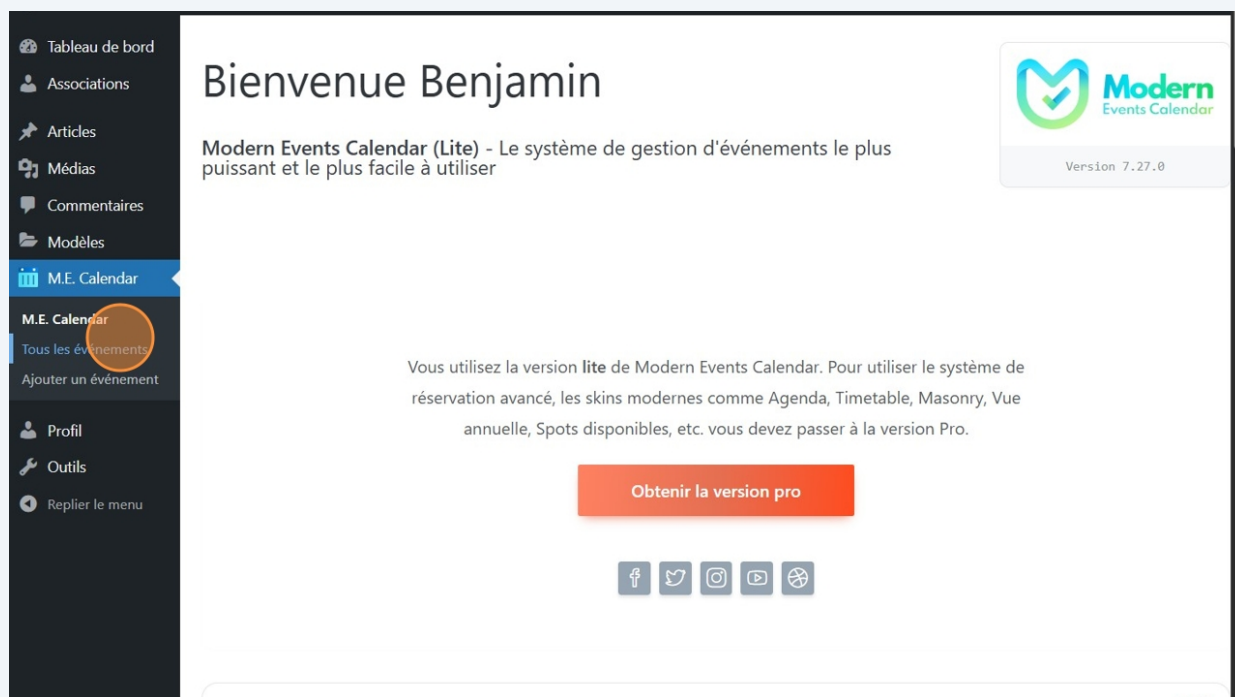 Tableau de bord
Associations
Articles
Médias
Commentaires
Modèles
M.E. Calendar
M.E. Calendar
Tous les événements
Ajouter un événement
Profil
Outils
Replier le menu
Bienvenue Benjamin
Modern Events Calendar (Lite) - Le système de gestion d'événements le plus
puissant et le plus facile à utiliser
Modern
Events Calendar
Version 7.27.0
Vous utilisez la version lite de Modern Events Calendar. Pour utiliser le système de
réservation avancé, les skins modernes comme Agenda, Timetable, Masonry, Vue
annuelle, Spots disponibles, etc. vous devez passer à la version Pro.
Obtenir la version pro